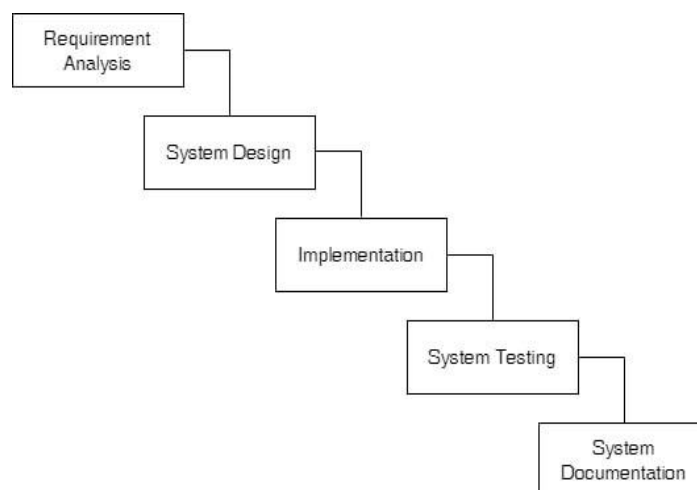 Requirement
Analysis
System Design
Implementation
System Testing
System
Documentation